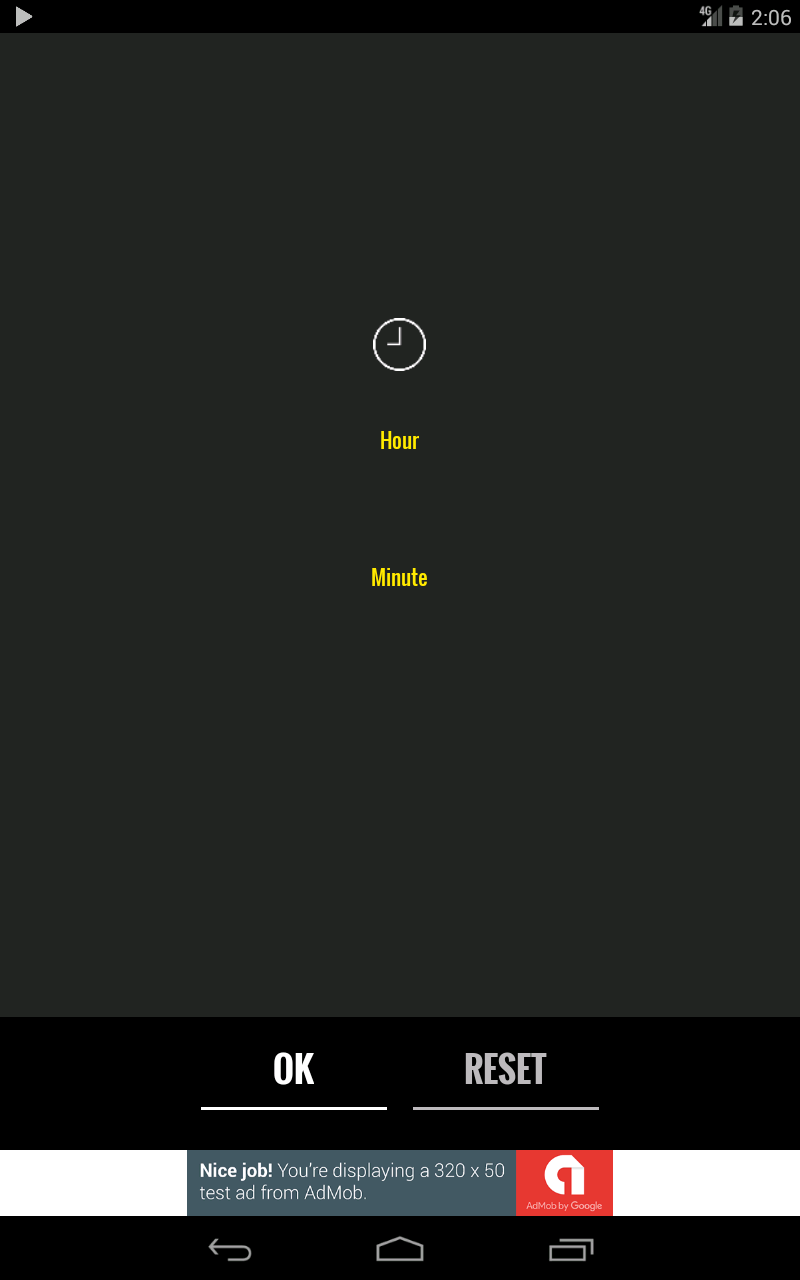 4G 2:06
Hour
Minute
OK RESET
Nice job! You're displaying a 320 x 50
test ad from AdMob.
AdMob by Google